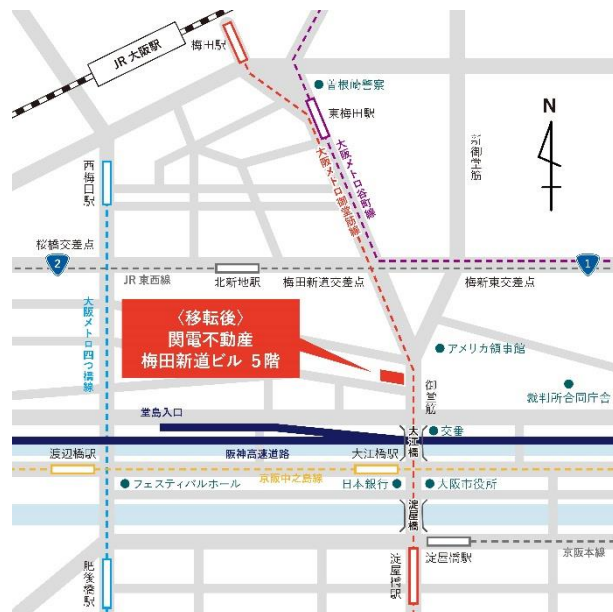 JR 大阪駅
梅田駅
曽根崎警察
東梅田駅
N
大阪メトロ谷町線
大阪メトロ御堂筋線
新御堂筋
西梅田駅
桜橋交差点
2
1
JR 東西線
北新地駅
梅田新道交差点
梅新東交差点
〈移転後〉
関電不動産
梅田新道ビル 5階
大阪メトロ四つ橋線
アメリカ領事館
御堂筋
裁判所合同庁舎
堂島入口
交番
大江橋
渡辺橋駅
阪神高速道路
大江橋駅
京阪中之島線
フェスティバルホール
日本銀行
大阪市役所
淀屋橋
肥後橋駅
淀屋橋駅
淀屋橋駅
京阪本線